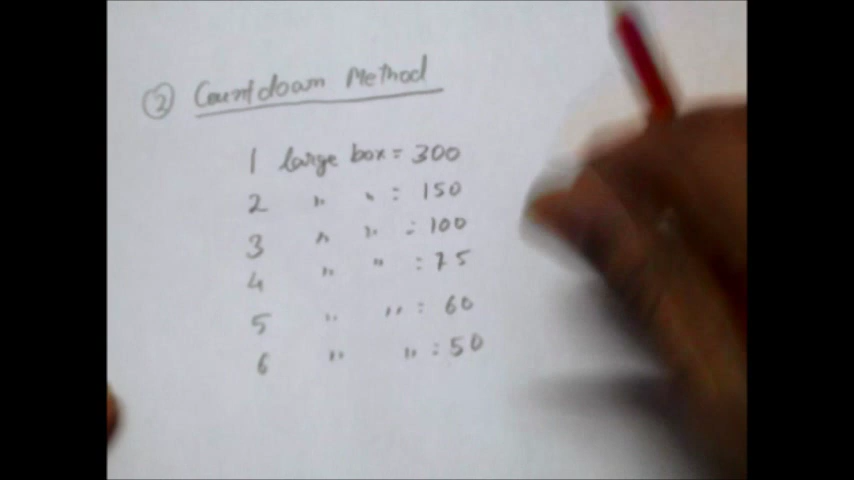 ② Countdown Method
1 large box = 300
2 " " : 150
3 " " : 100
4 " " : 75
5 " " : 60
6 " " : 50